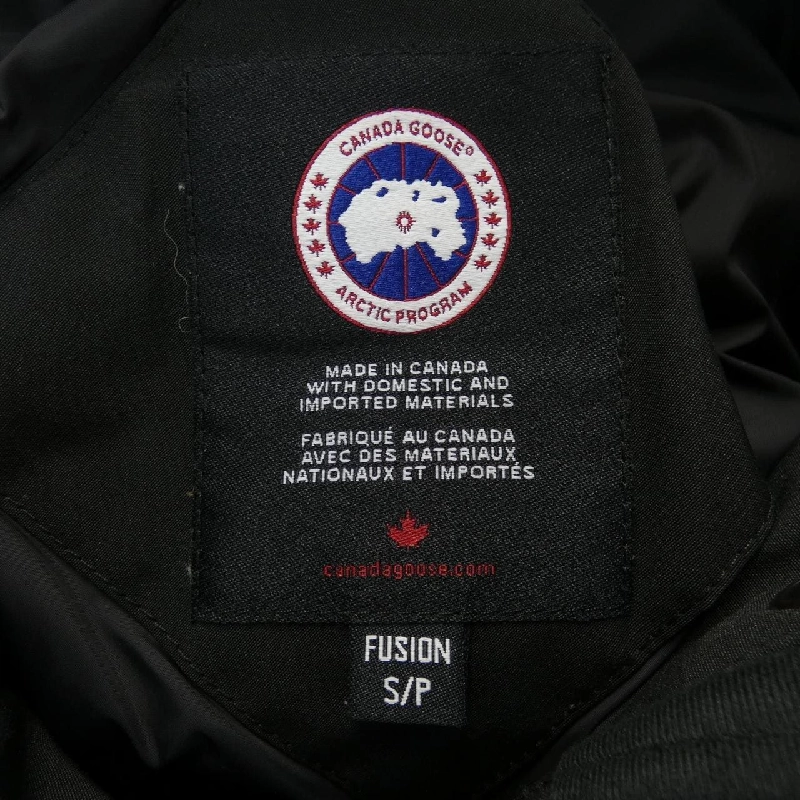 CANADA GOOSE®
ARCTIC PROGRAM
MADE IN CANADA
WITH DOMESTIC AND
IMPORTED MATERIALS
FABRIQUÉ AU CANADA
AVEC DES MATERIAUX
NATIONAUX ET IMPORTÉS
canadagoose.com
FUSION
S/P